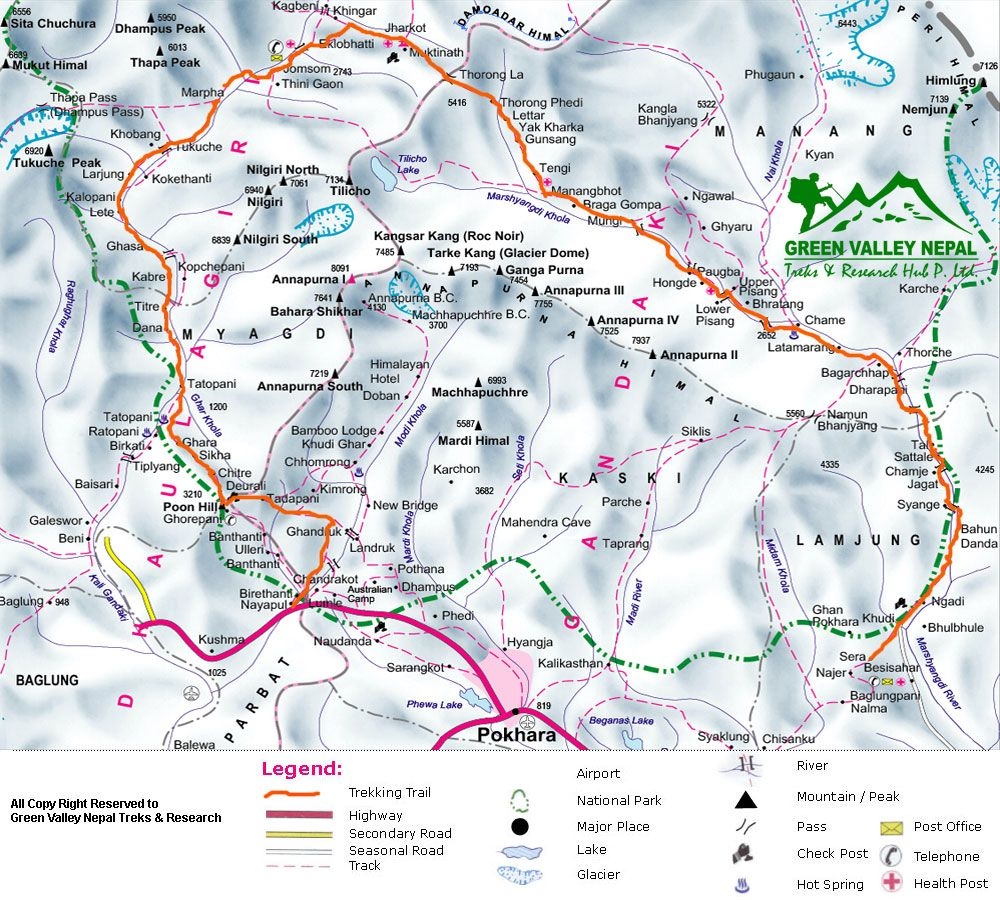 6556
Sita Chuchura
6639
Mukut Himal
5950
Dhampus Peak
6013
Thapa Peak
Kagbeni
Khingar
Jharkot
Eklobhatti
Muktinath
DAMOADAR HIMAL
6443
PERI HIMAL
7126
Himlung
7139
Nemjun
Phugaun
Jomsom 2743
Thini Gaon
Marpha
Thapa Pass
(Dhampus Pass)
Thorong La
5416
Thorong Phedi
Lettar
Yak Kharka
Gunsang
Kangla
Bhanjyang
5322
MANANG
Nai Khola
Kyan
Khobang
Tukuche
6920
Tukuche Peak
Larjung
Kokethanti
Kalopani
Lete
Nilgiri North
7061
6940
Nilgiri
7134
Tilicho
Tilicho
Lake
Tengi
Manangbhot
Marshyangdi Khola
Braga Gompa
Mungi
Ngawal
Ghyaru
GREEN VALLEY NEPAL
Treks & Research Hub P. Ltd.
6839
Nilgiri South
Ghasa
Kopchepani
Kabre
Titre
Dana
Kangsar Kang (Roc Noir)
7485
Tarke Kang (Glacier Dome)
7193
Ganga Purna
7454
Annapurna 8091
7641
Bahara Shikhar
Annapurna B.C.
4130
Machhapuchhre B.C.
3700
7755
Annapurna III
Annapurna IV
7525
7937
Annapurna II
ANNAPURNA HIMAL
Paugba
Hongde
Upper
Pisang
Bhratang
Lower
Pisang
2652
Chame
Latamarang
Karche
Thorche
Bagarchhap
Dharapani
Raghughat Khola
MYAGDI
7219
Annapurna South
Himalayan
Hotel
Doban
6993
Machhapuchhre
5587
Mardi Himal
Tatopani
1200
Ghar Khola
Tatopani
Ratopani
Birkati
Tiplyang
Ghara
Sikha
Chitre
Deurali
Bamboo Lodge
Khudi Ghar
Chhomrong
Modi Khola
Seti Khola
Karchon
3682
Siklis
5560
Namun
Bhanjyang
4335
4245
Tal
Sattale
Chamje
Jagat
Syange
Baisari
3210
Poon Hill
Ghorepani
Tadapani
Kimrong
New Bridge
Ghandruk
Landruk
KASKI
Mahendra Cave
Parche
Taprang
LAMJUNG
Bahun
Danda
Galeswor
Beni
Banthanti
Ulleri
Banthanti
Mardi Khola
Pothana
Dhampus
Australian
Camp
Chandrakot
Birethanti
Nayapul
Lumle
Baglung
948
Kali Gandaki
Kushma
1025
Naudanda
Phedi
Sarangkot
Hyangja
Kalikasthan
Madi River
Midam Khola
Ghan
Pokhara
Khudi
Ngadi
Bhulbhule
Sera
Besisahar
Najer
Baglungpani
Nalma
Marshyangdi River
BAGLUNG
PARBAT
Balewa
Phewa Lake
819
Pokhara
Beganas Lake
Syaklung
Chisanku
DAULAGIRI
GANDAKI
All Copy Right Reserved to
Green Valley Nepal Treks & Research
Legend:
Trekking Trail
Highway
Secondary Road
Seasonal Road
Track
Airport
National Park
Major Place
Lake
Glacier
River
Mountain / Peak
Pass
Check Post
Hot Spring
Post Office
Telephone
Health Post